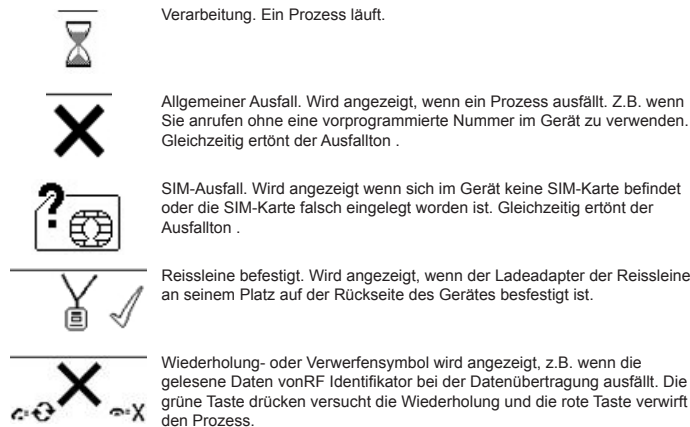 Verarbeitung. Ein Prozess läuft.
Allgemeiner Ausfall. Wird angezeigt, wenn ein Prozess ausfällt. Z.B. wenn
Sie anrufen ohne eine vorprogrammierte Nummer im Gerät zu verwenden.
Gleichzeitig ertönt der Ausfallton .
SIM-Ausfall. Wird angezeigt wenn sich im Gerät keine SIM-Karte befindet
oder die SIM-Karte falsch eingelegt worden ist. Gleichzeitig ertönt der
Ausfallton .
Reissleine befestigt. Wird angezeigt, wenn der Ladeadapter der Reissleine
an seinem Platz auf der Rückseite des Gerätes besfestigt ist.
Wiederholung- oder Verwerfensymbol wird angezeigt, z.B. wenn die
gelesene Daten vonRF Identifikator bei der Datenübertragung ausfällt. Die
grüne Taste drücken versucht die Wiederholung und die rote Taste verwirft
den Prozess.